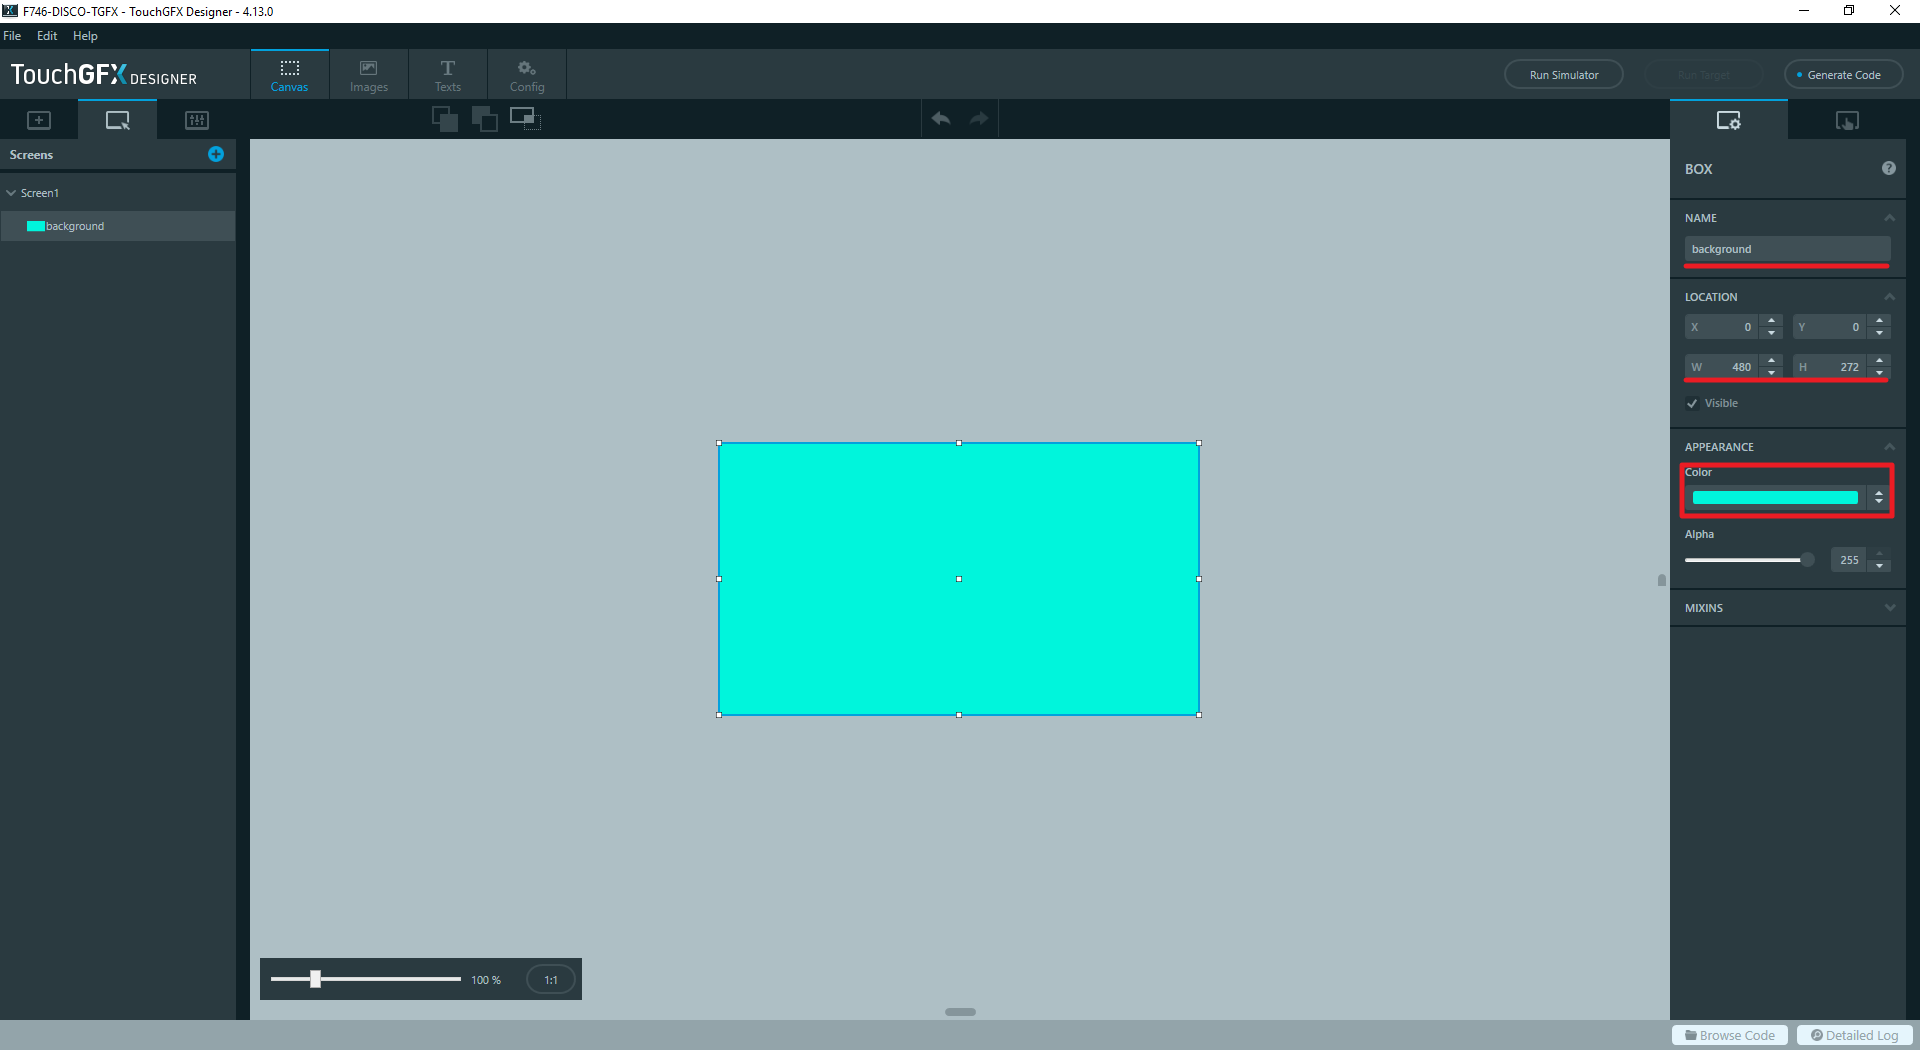 F746-DISCO-TGFX - TouchGFX Designer - 4.13.0
File Edit Help
TouchGFX DESIGNER
Canvas
Images
Texts
Config
Run Simulator
Run Target
Generate Code
Screens
Screen1
background
BOX
NAME
background
LOCATION
X 0 Y 0
W 480 H 272
Visible
APPEARANCE
Color
Alpha
255
MIXINS
100 %
1:1
Browse Code
Detailed Log